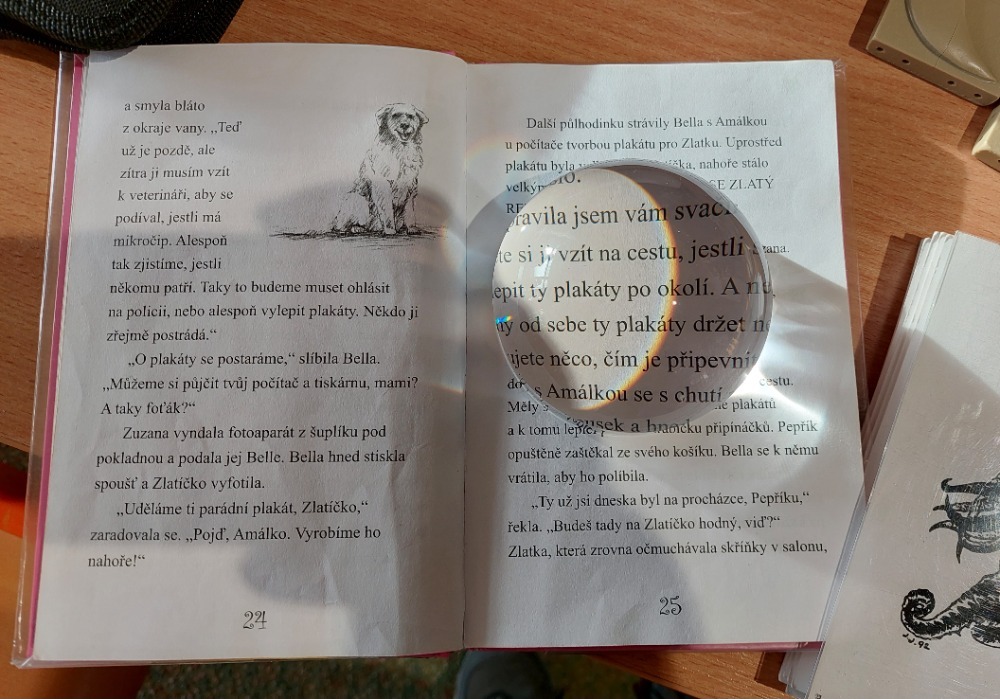 a smyla bláto
z okraje vany. „Teď
už je pozdě, ale
zítra ji musím vzít
k veterináři, aby se
podíval, jestli má
mikročip. Alespoň
tak zjistíme, jestli
někomu patří. Taky to budeme muset ohlásit
na policii, nebo alespoň vylepit plakáty. Někdo ji
zřejmě postrádá.“
„O plakáty se postaráme,“ slíbila Bella.
„Můžeme si půjčit tvůj počítač a tiskárnu, mami?
A taky foťák?“
Zuzana vyndala fotoaparát z šuplíku pod
pokladnou a podala jej Belle. Bella hned stiskla
spoušť a Zlatíčko vyfotila.
„Uděláme ti parádní plakát, Zlatíčko,“
zaradovala se. „Pojď, Amálko. Vyrobíme ho
nahoře!“
24
Další půlhodinku strávily Bella s Amálkou
u počítače tvorbou plakátu pro Zlatku. Uprostřed
plakátu byla nahoře stálo
ZLATÝ
jsem vám
si vzít na cestu, jestli
ty plakáty po okolí. A
od sebe ty plakáty držet
něco, čím je
s Amálkou se s chutí
Měly plakátů
a k tomu a připínáčků. Pepřík
opuštěně zaštěkal ze svého košíku. Bella se k němu
vrátila, aby ho políbila.
„Ty už jsi dneska byl na procházce, Pepříku,“
řekla. „Budeš tady na Zlatíčko hodný, viď?“
Zlatka, která zrovna očmuchávala skříňky v salonu,
25